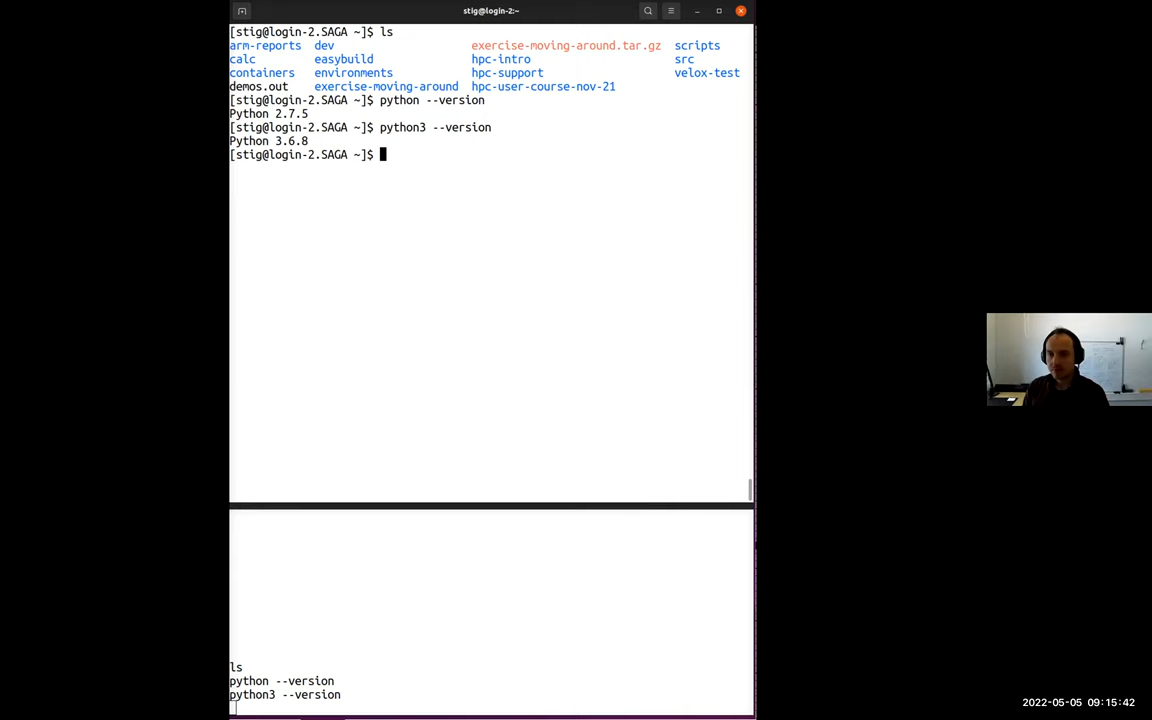 stig@login-2:~
[stig@login-2.SAGA ~]$ ls
arm-reports dev exercise-moving-around.tar.gz scripts
calc easybuild hpc-intro src
containers environments hpc-support velox-test
demos.out exercise-moving-around hpc-user-course-nov-21
[stig@login-2.SAGA ~]$ python --version
Python 2.7.5
[stig@login-2.SAGA ~]$ python3 --version
Python 3.6.8
[stig@login-2.SAGA ~]$
ls
python --version
python3 --version
2022-05-05 09:15:42